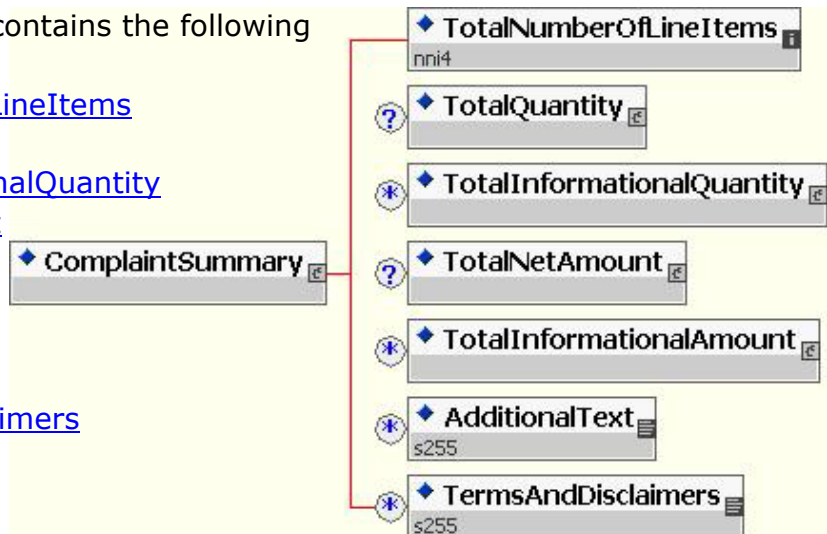 contains the following
LineItems
nalQuantity
ComplaintSummary
imers
TotalNumberOfLineItems
nni4
TotalQuantity
TotalInformationalQuantity
TotalNetAmount
TotalInformationalAmount
AdditionalText
s255
TermsAndDisclaimers
s255